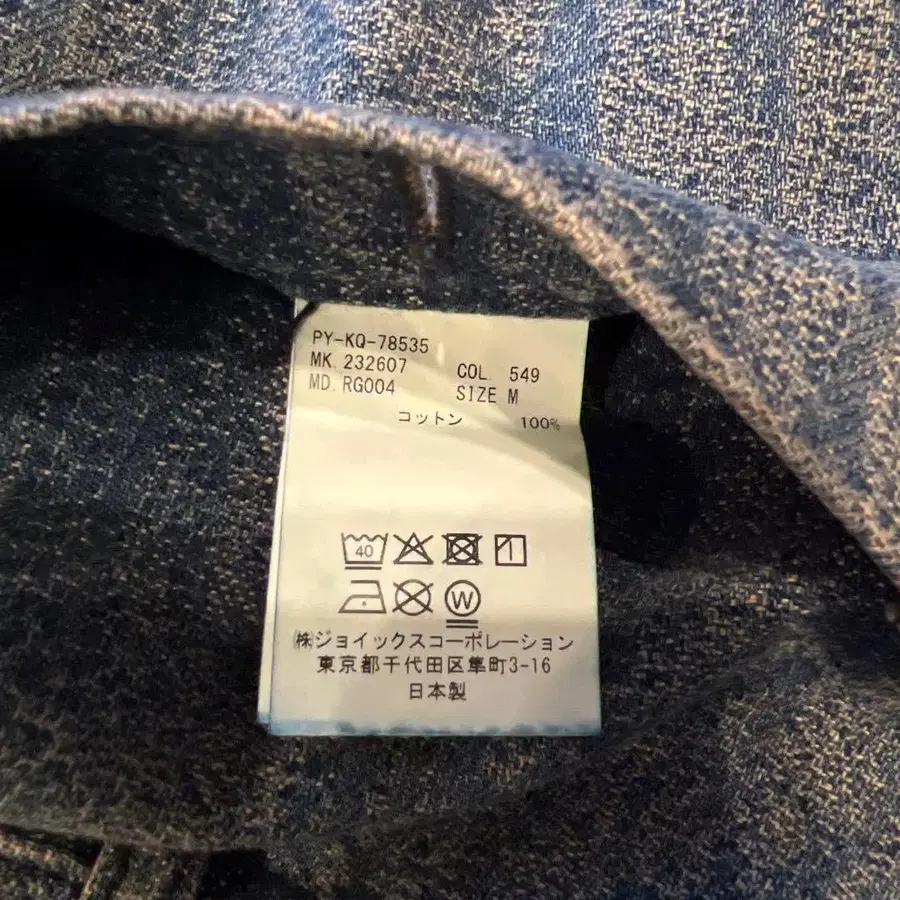 PY-KQ-78535
MK. 232607 COL. 549
MD. RG004 SIZE M
コットン 100%
40
W
㈱ジョイックスコーポレーション
東京都千代田区隼町3-16
日本製